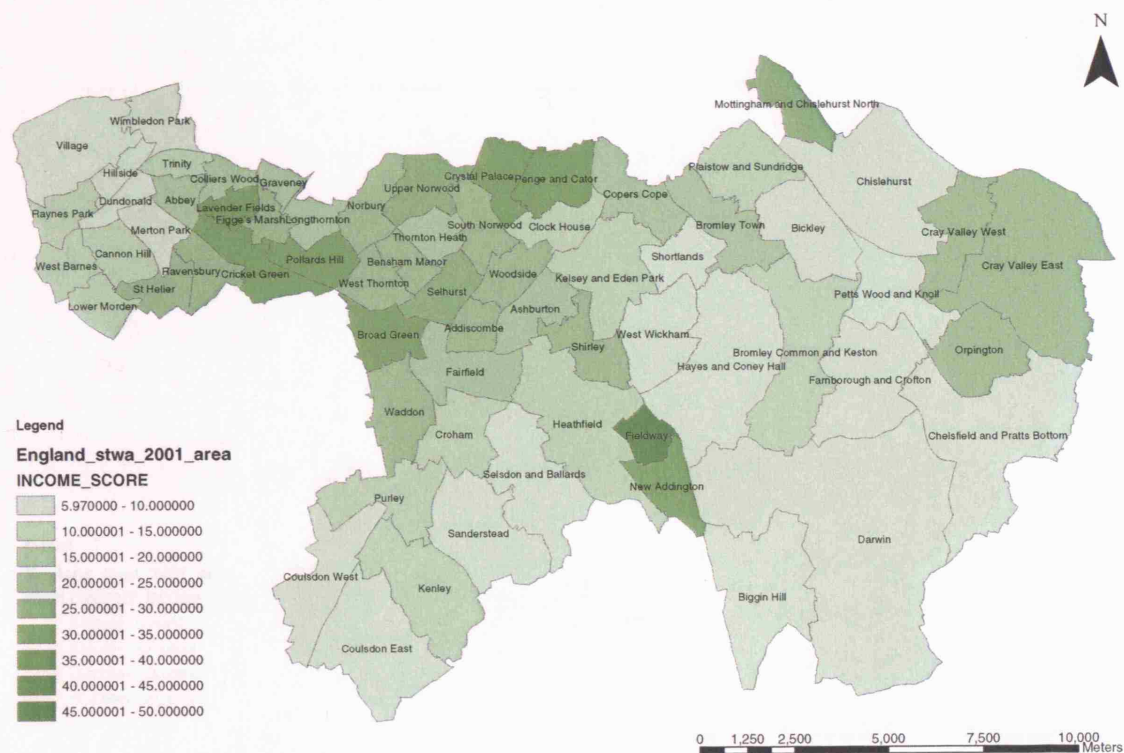 N
Mottingham and Chislehurst North
Wimbledon Park
Village
Trinity
Hillside
Plaistow and Sundridge
Colliers Wood
Graveney
Crystal Palace
Penge and Cator
Chislehurst
Upper Norwood
Copers Cope
Dundonald
Abbey
Lavender Fields
Norbury
Raynes Park
Figge's Marsh
Longthornton
South Norwood
Clock House
Bromley Town
Bickley
Cray Valley West
Merton Park
Thornton Heath
Cannon Hill
Shortlands
West Barnes
Pollards Hill
Bensham Manor
Cray Valley East
Ravensbury
Cricket Green
Woodside
Kelsey and Eden Park
West Thornton
St Helier
Selhurst
Petts Wood and Knoll
Lower Morden
Ashburton
Addiscombe
Broad Green
West Wickham
Shirley
Bromley Common and Keston
Orpington
Hayes and Coney Hall
Fairfield
Farnborough and Crofton
Waddon
Heathfield
Croham
Fieldway
Chelsfield and Pratts Bottom
Selsdon and Ballards
New Addington
Purley
Sanderstead
Darwin
Coulsdon West
Kenley
Biggin Hill
Coulsdon East
Legend
England_stwa_2001_area
INCOME_SCORE
5.970000 - 10.000000
10.000001 - 15.000000
15.000001 - 20.000000
20.000001 - 25.000000
25.000001 - 30.000000
30.000001 - 35.000000
35.000001 - 40.000000
40.000001 - 45.000000
45.000001 - 50.000000
0 1,250 2,500 5,000 7,500 10,000
Meters